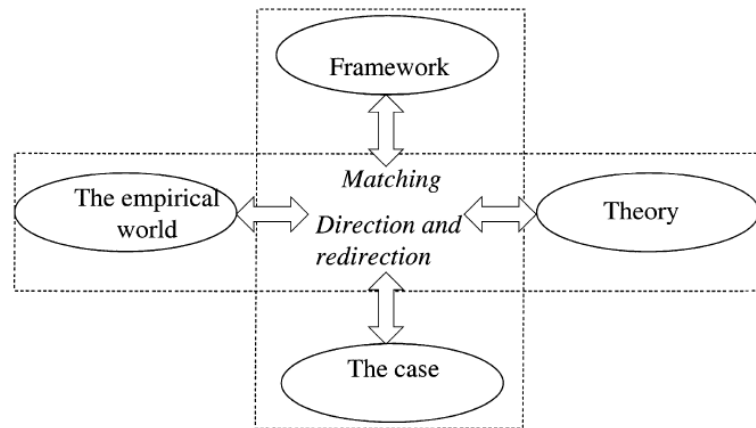 Framework
Matching
The empirical
world
Direction and
redirection
Theory
The case